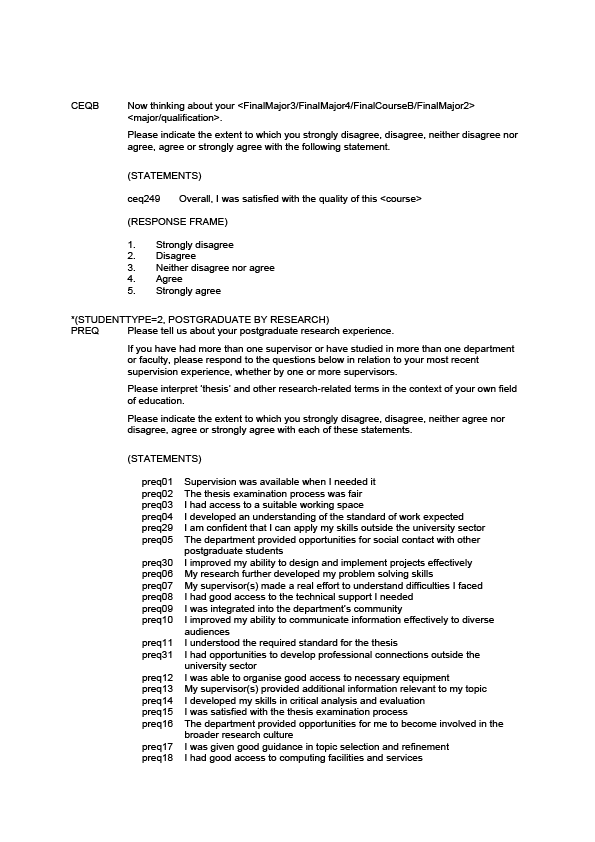 CEQB Now thinking about your <FinalMajor3/FinalMajor4/FinalCourseB/FinalMajor2>
<major/qualification>.
Please indicate the extent to which you strongly disagree, disagree, neither disagree nor
agree, agree or strongly agree with the following statement.
(STATEMENTS)
ceq249 Overall, I was satisfied with the quality of this <course>
(RESPONSE FRAME)
1. Strongly disagree
2. Disagree
3. Neither disagree nor agree
4. Agree
5. Strongly agree
*(STUDENTTYPE=2, POSTGRADUATE BY RESEARCH)
PREQ Please tell us about your postgraduate research experience.
If you have had more than one supervisor or have studied in more than one department
or faculty, please respond to the questions below in relation to your most recent
supervision experience, whether by one or more supervisors.
Please interpret 'thesis' and other research-related terms in the context of your own field
of education.
Please indicate the extent to which you strongly disagree, disagree, neither agree nor
disagree, agree or strongly agree with each of these statements.
(STATEMENTS)
preq01 Supervision was available when I needed it
preq02 The thesis examination process was fair
preq03 I had access to a suitable working space
preq04 I developed an understanding of the standard of work expected
preq29 I am confident that I can apply my skills outside the university sector
preq05 The department provided opportunities for social contact with other
postgraduate students
preq30 I improved my ability to design and implement projects effectively
preq06 My research further developed my problem solving skills
preq07 My supervisor(s) made a real effort to understand difficulties I faced
preq08 I had good access to the technical support I needed
preq09 I was integrated into the department's community
preq10 I improved my ability to communicate information effectively to diverse
audiences
preq11 I understood the required standard for the thesis
preq31 I had opportunities to develop professional connections outside the
university sector
preq12 I was able to organise good access to necessary equipment
preq13 My supervisor(s) provided additional information relevant to my topic
preq14 I developed my skills in critical analysis and evaluation
preq15 I was satisfied with the thesis examination process
preq16 The department provided opportunities for me to become involved in the
broader research culture
preq17 I was given good guidance in topic selection and refinement
preq18 I had good access to computing facilities and services